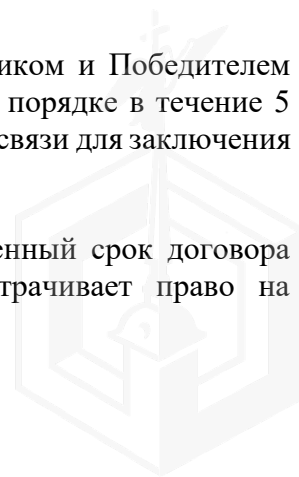 иком и Победителем
порядке в течение 5
связи для заключения
енный срок договора
трачивает право на